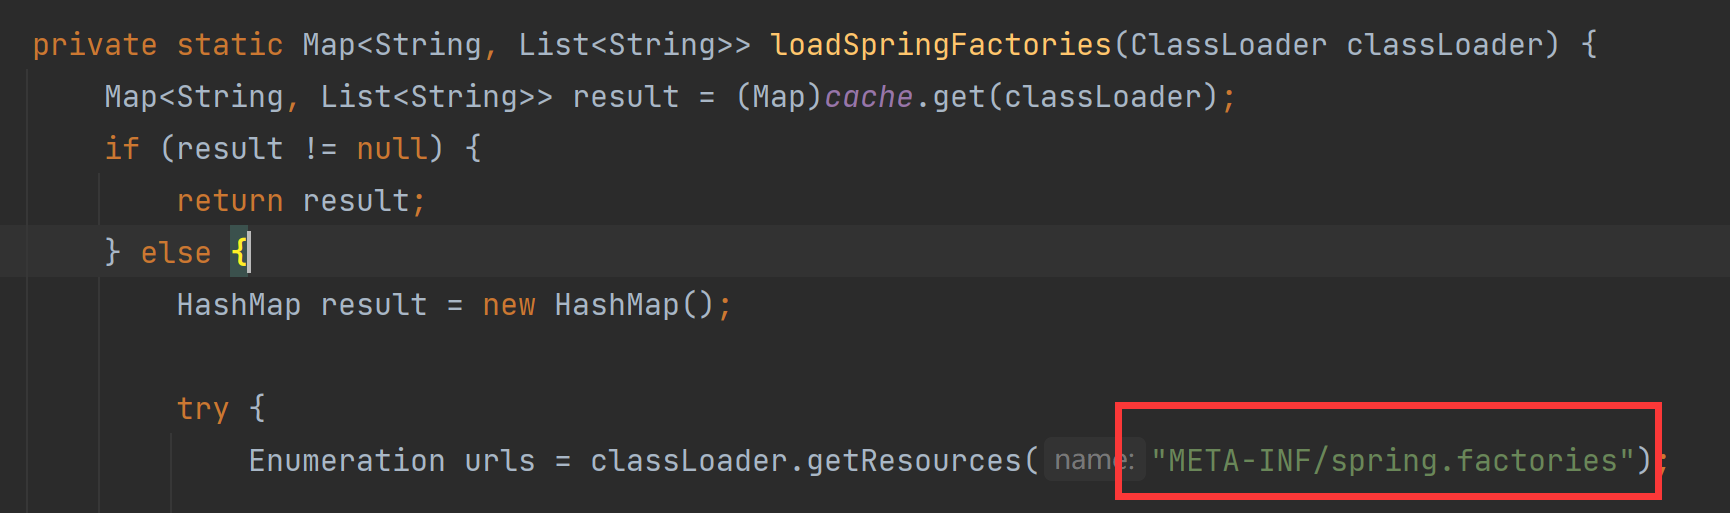 private static Map<String, List<String>> loadSpringFactories(ClassLoader classLoader) {
Map<String, List<String>> result = (Map)cache.get(classLoader);
if (result != null) {
return result;
} else {
HashMap result = new HashMap();
try {
Enumeration urls = classLoader.getResources( name: "META-INF/spring.factories");